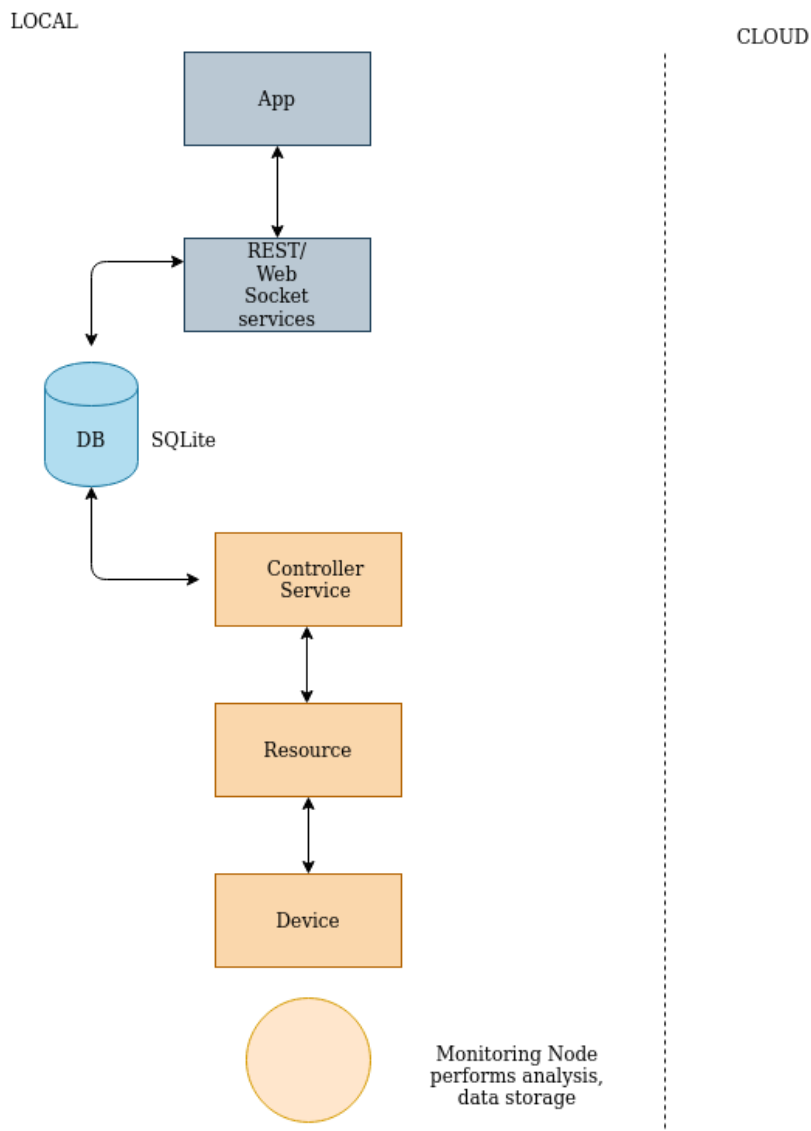 LOCAL
CLOUD
App
REST/
Web
Socket
services
DB
SQLite
Controller
Service
Resource
Device
Monitoring Node
performs analysis,
data storage